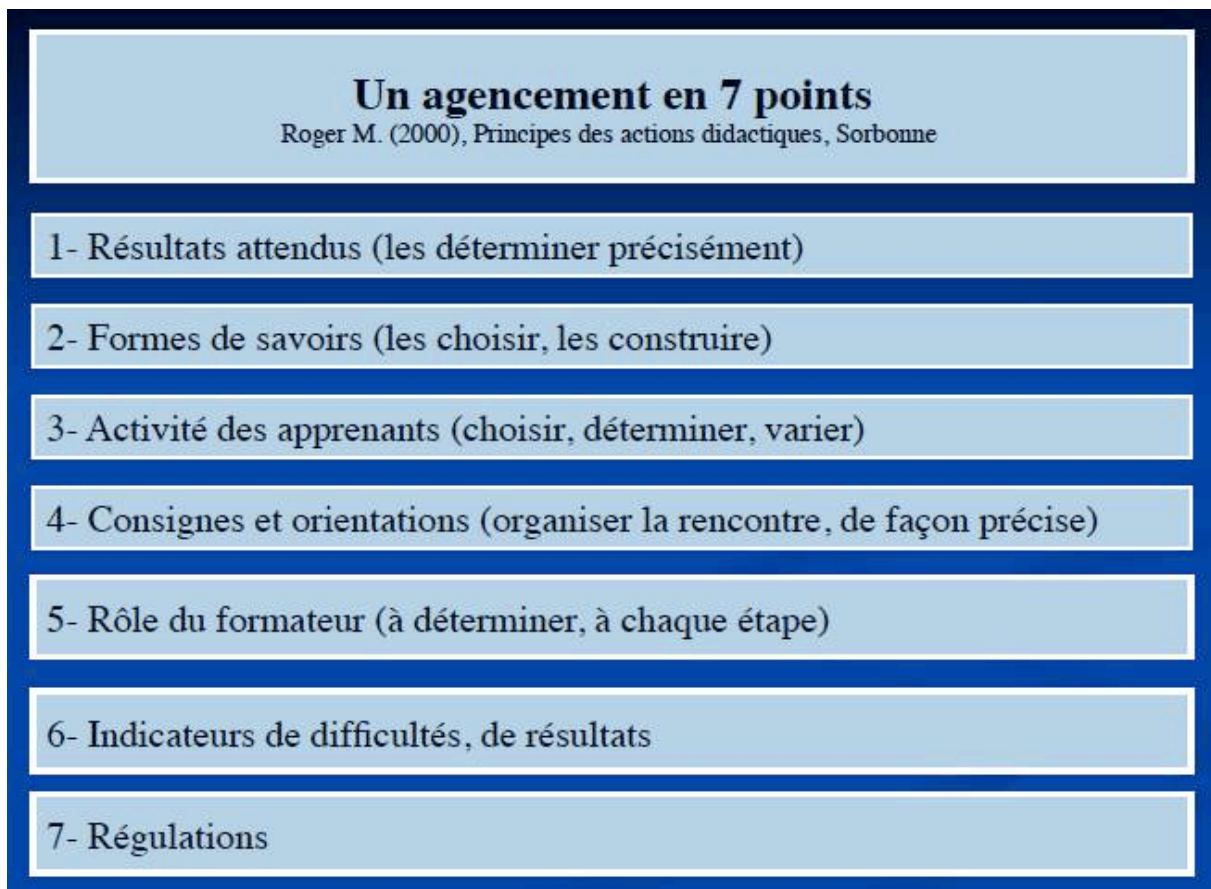 Un agencement en 7 points
Roger M. (2000), Principes des actions didactiques, Sorbonne
1- Résultats attendus (les déterminer précisément)
2- Formes de savoirs (les choisir, les construire)
3- Activité des apprenants (choisir, déterminer, varier)
4- Consignes et orientations (organiser la rencontre, de façon précise)
5- Rôle du formateur (à déterminer, à chaque étape)
6- Indicateurs de difficultés, de résultats
7- Régulations